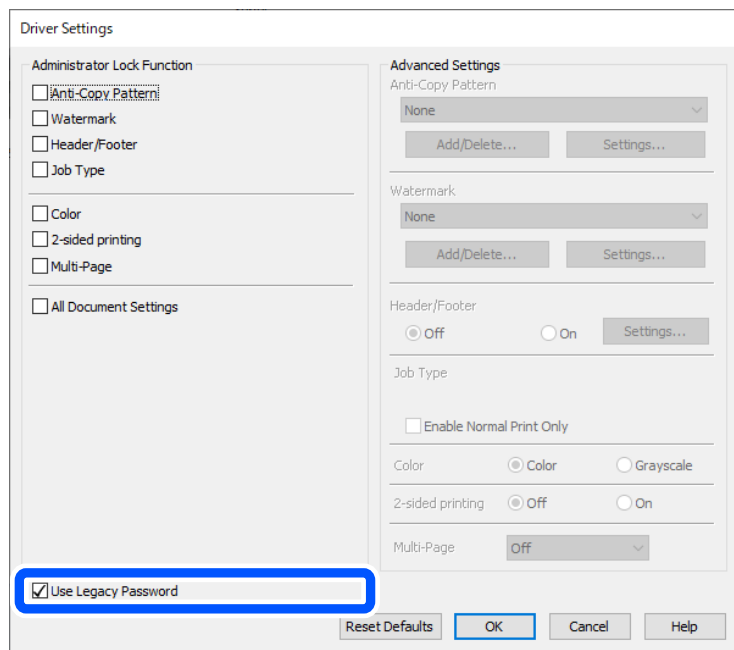 Driver Settings
Administrator Lock Function
Anti-Copy Pattern
Watermark
Header/Footer
Job Type
Color
2-sided printing
Multi-Page
All Document Settings
Use Legacy Password
Advanced Settings
Anti-Copy Pattern
None
Add/Delete... Settings...
Watermark
None
Add/Delete... Settings...
Header/Footer
Off On Settings...
Job Type
Enable Normal Print Only
Color Color Grayscale
2-sided printing Off On
Multi-Page Off
Reset Defaults OK Cancel Help